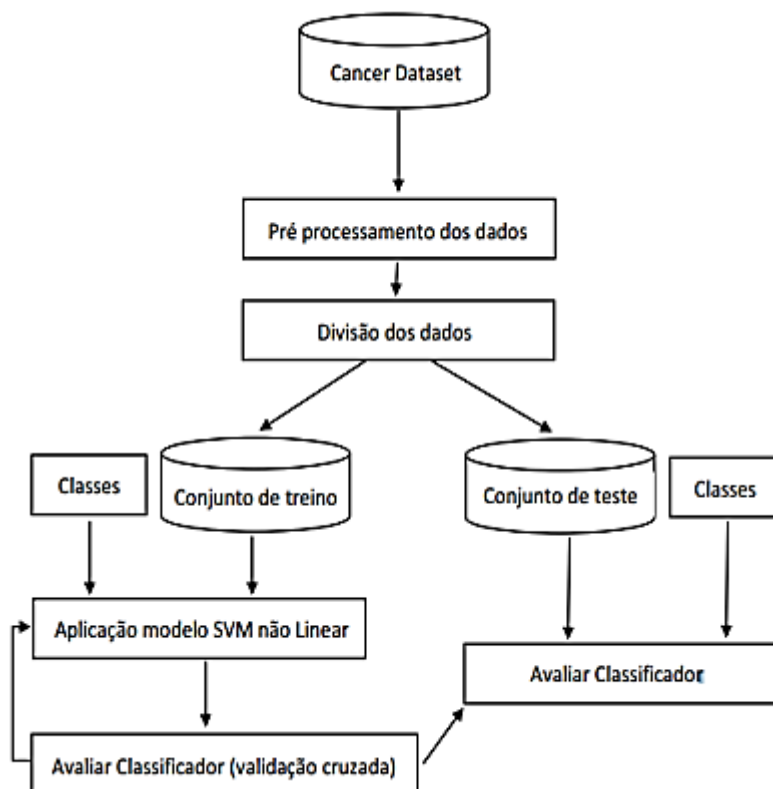 Cancer Dataset
Pré processamento dos dados
Divisão dos dados
Classes
Conjunto de treino
Conjunto de teste
Classes
Aplicação modelo SVM não Linear
Avaliar Classificador
Avaliar Classificador (validação cruzada)